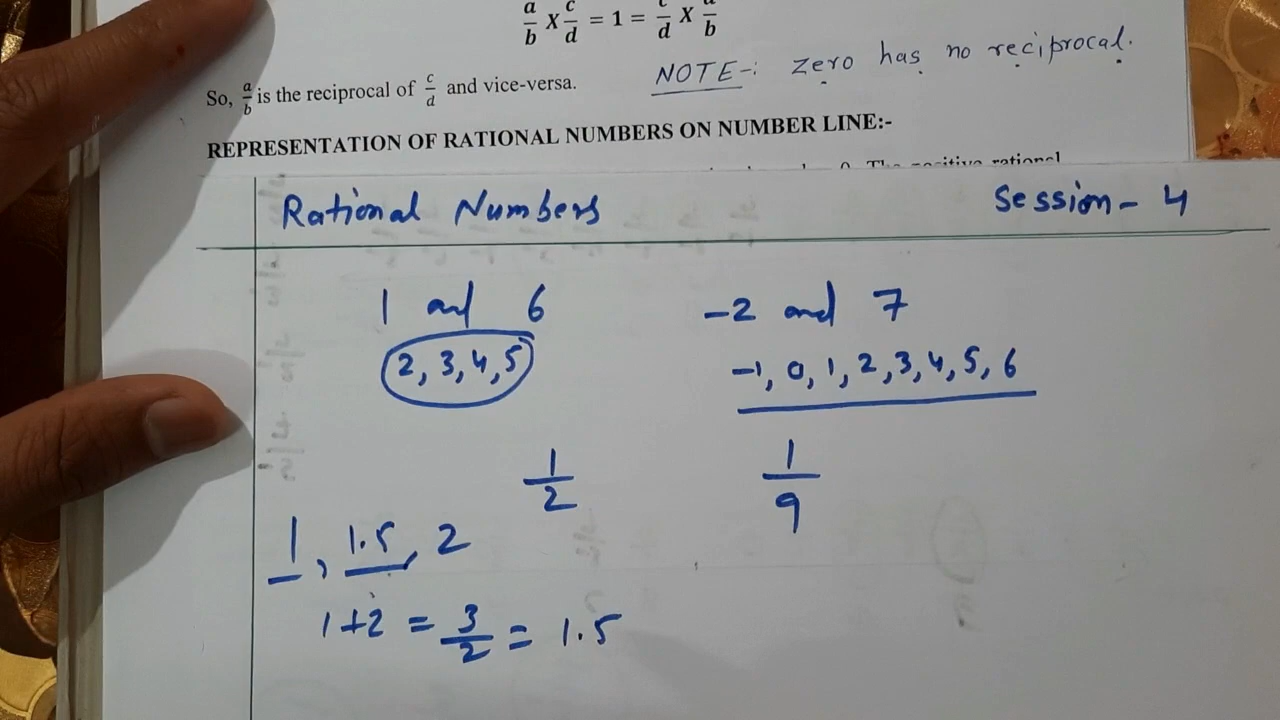 a/b X c/d = 1 = c/d X a/b
So, a/b is the reciprocal of c/d and vice-versa.
NOTE-: zero has no reciprocal.
REPRESENTATION OF RATIONAL NUMBERS ON NUMBER LINE:-
Rational Numbers
Session - 4
1 and 6
-2 and 7
2, 3, 4, 5
-1, 0, 1, 2, 3, 4, 5, 6
1/2
1/9
1, 1.5, 2
1+2 = 3/2 = 1.5